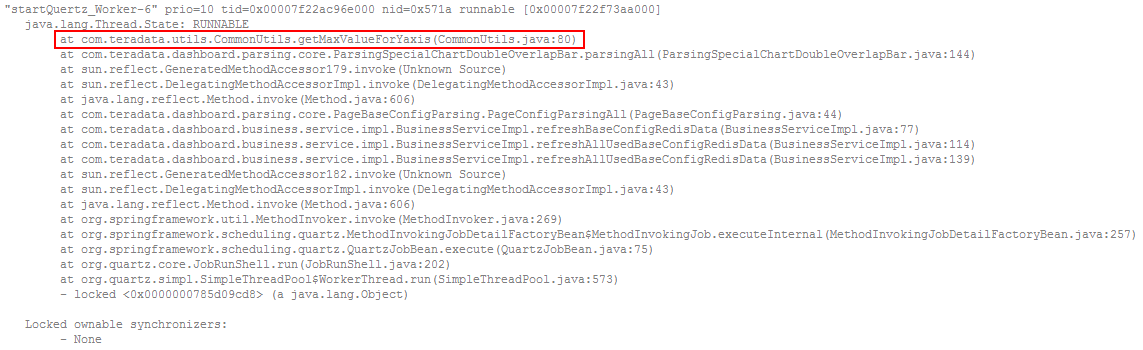 "startQuertz_Worker-6" prio=10 tid=0x00007f22ac96e000 nid=0x571a runnable [0x00007f22f73aa000]
java.lang.Thread.State: RUNNABLE
at com.teradata.utils.CommonUtils.getMaxValueForYaxis(CommonUtils.java:80)
at com.teradata.dashboard.parsing.core.ParsingSpecialChartDoubleOverlapBar.parsingAll(ParsingSpecialChartDoubleOverlapBar.java:144)
at sun.reflect.GeneratedMethodAccessor179.invoke(Unknown Source)
at sun.reflect.DelegatingMethodAccessorImpl.invoke(DelegatingMethodAccessorImpl.java:43)
at java.lang.reflect.Method.invoke(Method.java:606)
at com.teradata.dashboard.parsing.core.PageBaseConfigParsing.PageConfigParsingAll(PageBaseConfigParsing.java:44)
at com.teradata.dashboard.business.service.impl.BusinessServiceImpl.refreshBaseConfigRedisData(BusinessServiceImpl.java:77)
at com.teradata.dashboard.business.service.impl.BusinessServiceImpl.refreshAllUsedBaseConfigRedisData(BusinessServiceImpl.java:114)
at com.teradata.dashboard.business.service.impl.BusinessServiceImpl.refreshAllUsedBaseConfigRedisData(BusinessServiceImpl.java:139)
at sun.reflect.GeneratedMethodAccessor182.invoke(Unknown Source)
at sun.reflect.DelegatingMethodAccessorImpl.invoke(DelegatingMethodAccessorImpl.java:43)
at java.lang.reflect.Method.invoke(Method.java:606)
at org.springframework.util.MethodInvoker.invoke(MethodInvoker.java:269)
at org.springframework.scheduling.quartz.MethodInvokingJobDetailFactoryBean$MethodInvokingJob.executeInternal(MethodInvokingJobDetailFactoryBean.java:257)
at org.springframework.scheduling.quartz.QuartzJobBean.execute(QuartzJobBean.java:75)
at org.quartz.core.JobRunShell.run(JobRunShell.java:202)
at org.quartz.simpl.SimpleThreadPool$WorkerThread.run(SimpleThreadPool.java:573)
- locked <0x0000000785d09cd8> (a java.lang.Object)
Locked ownable synchronizers:
- None